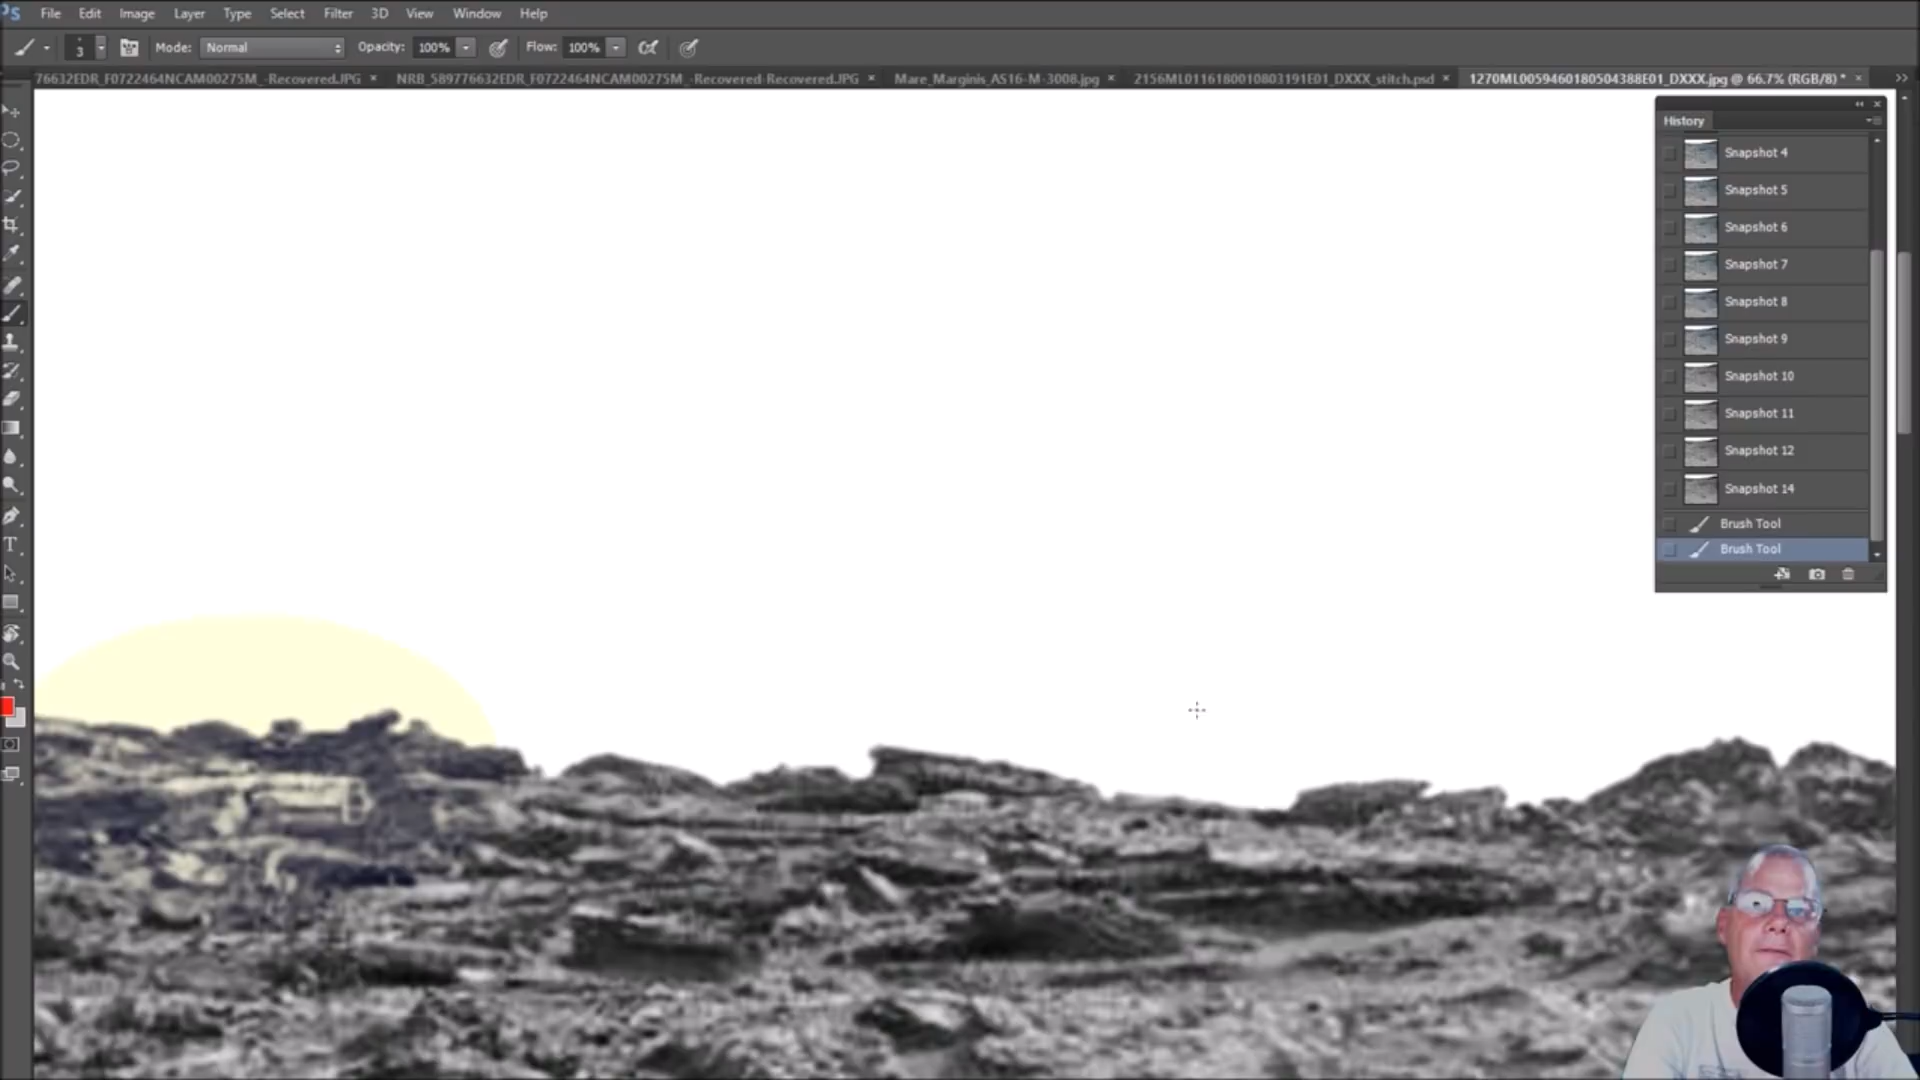 Ps File Edit Image Layer Type Select Filter 3D View Window Help
3 Mode: Normal Opacity: 100% Flow: 100%
76632EDR_F0722464NCAM00275M_-Recovered.JPG × NRB_589776632EDR_F0722464NCAM00275M_-Recovered-Recovered.JPG × Mare_Marginis_AS16-M-3008.jpg × 2156ML0116180010803191E01_DXXX_stitch.psd × 1270ML0059460180504388E01_DXXX.jpg @ 66.7% (RGB/8) * ×
History
Snapshot 4
Snapshot 5
Snapshot 6
Snapshot 7
Snapshot 8
Snapshot 9
Snapshot 10
Snapshot 11
Snapshot 12
Snapshot 14
Brush Tool
Brush Tool